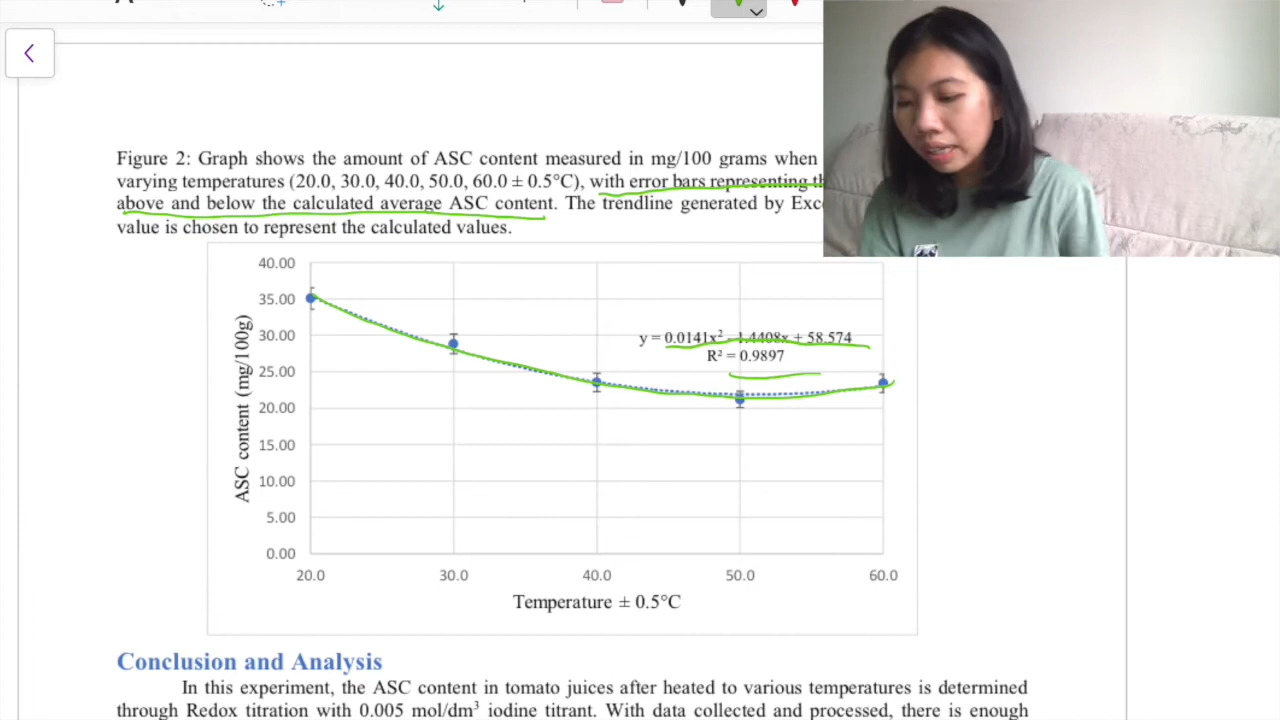 Figure 2: Graph shows the amount of ASC content measured in mg/100 grams when
varying temperatures (20.0, 30.0, 40.0, 50.0, 60.0 ± 0.5°C), with error bars representing
above and below the calculated average ASC content. The trendline generated by
value is chosen to represent the calculated values.
40.00
35.00
30.00
25.00
20.00
15.00
10.00
5.00
0.00
ASC content (mg/100g)
y = 0.0141x² - 1.4408x + 58.574
R² = 0.9897
20.0 30.0 40.0 50.0 60.0
Temperature ± 0.5°C
Conclusion and Analysis
In this experiment, the ASC content in tomato juices after heated to various temperatures is determined
through Redox titration with 0.005 mol/dm³ iodine titrant. With data collected and processed, there is enough